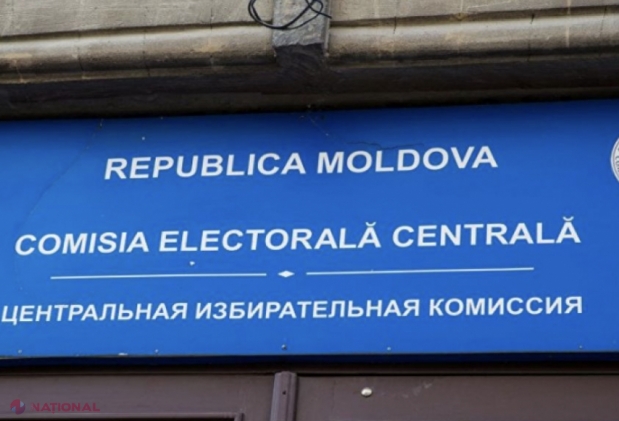 REPUBLICA MOLDOVA
COMISIA ELECTORALĂ CENTRALĂ
ЦЕНТРАЛЬНАЯ ИЗБИРАТЕЛЬНАЯ КОМИССИЯ
NATIONAL